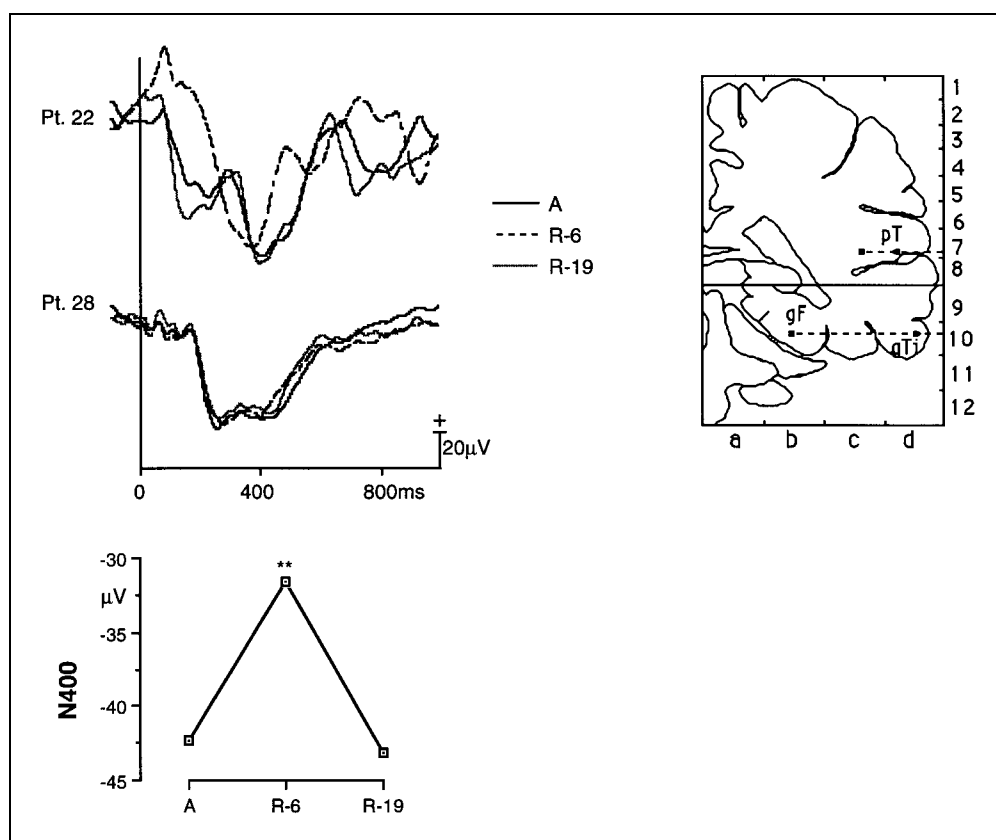 Pt. 22
Pt. 28
A
R-6
R-19
+
20μV
0 400 800ms
1
2
3
4
5
6
7
8
9
10
11
12
pT
gF
gTi
a b c d
-30
μV
-35
-40
-45
N400
**
A R-6 R-19